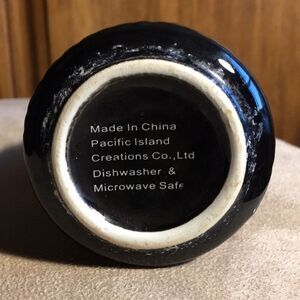 Made In China
Pacific Island
Creations Co.,Ltd
Dishwasher &
Microwave Safe